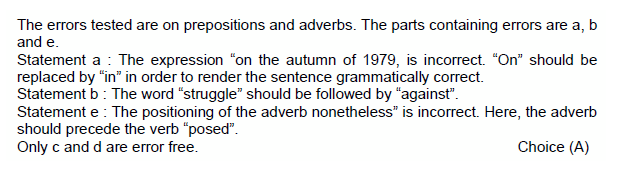 The errors tested are on prepositions and adverbs. The parts containing errors are a, b
and e.
Statement a : The expression “on the autumn of 1979, is incorrect. “On” should be
replaced by “in” in order to render the sentence grammatically correct.
Statement b : The word “struggle” should be followed by “against”.
Statement e : The positioning of the adverb nonetheless” is incorrect. Here, the adverb
should precede the verb “posed”.
Only c and d are error free. Choice (A)